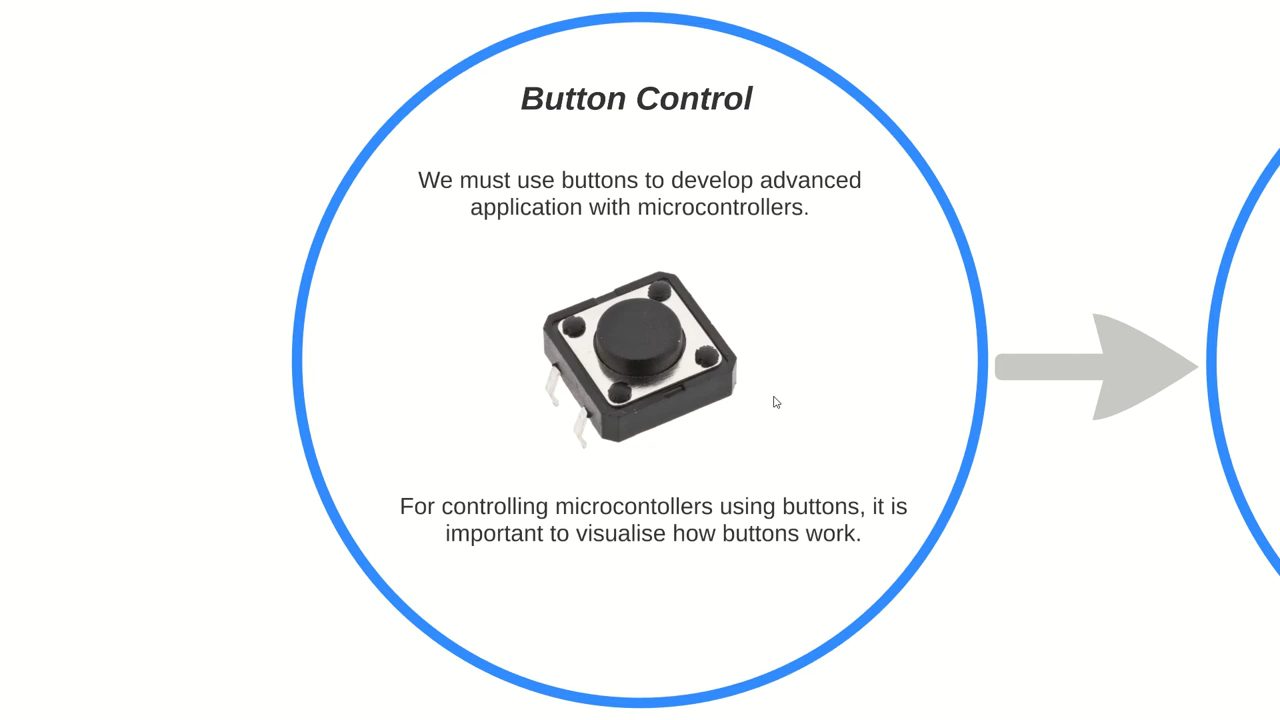 Button Control
We must use buttons to develop advanced
application with microcontrollers.
For controlling microcontollers using buttons, it is
important to visualise how buttons work.